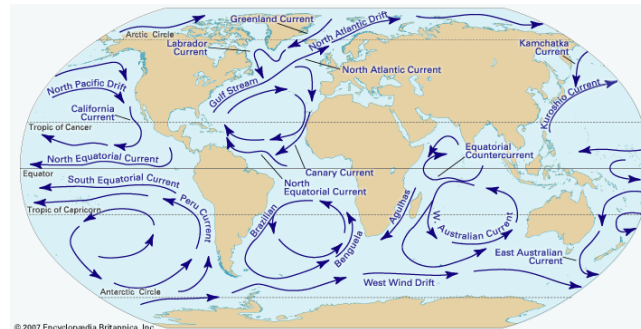 Greenland Current
Arctic Circle
North Atlantic Drift
Labrador
Current
Kamchatka
Current
North Atlantic Current
North Pacific Drift
Gulf Stream
Kuroshio Current
California
Current
Tropic of Cancer
Equatorial
Countercurrent
North Equatorial Current
Canary Current
Equator
South Equatorial Current
North
Equatorial Current
Tropic of Capricorn
Peru Current
Brazilian
Benguela
Agulhas
W. Australian Current
East Australian
Current
West Wind Drift
Antarctic Circle
© 2007 Encyclopædia Britannica, Inc.